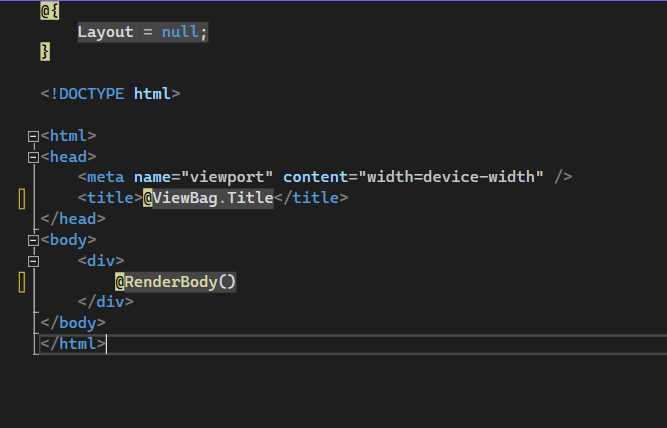 @{
Layout = null;
}
<!DOCTYPE html>
<html>
<head>
<meta name="viewport" content="width=device-width" />
<title>@ViewBag.Title</title>
</head>
<body>
<div>
@RenderBody()
</div>
</body>
</html>